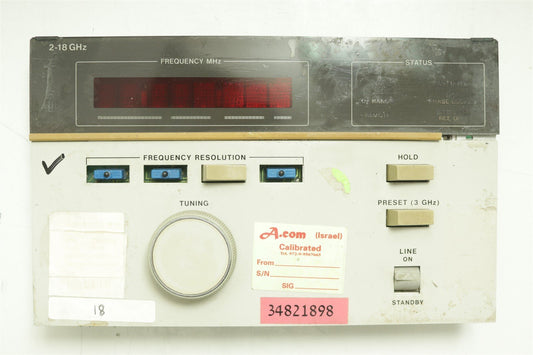 2-18 GHz
FREQUENCY MHz
STATUS
FREQUENCY RESOLUTION
HOLD
PRESET (3 GHz)
TUNING
LINE
ON
STANDBY
A.com (Israel)
Calibrated
From
S/N
SIG
34821898
18